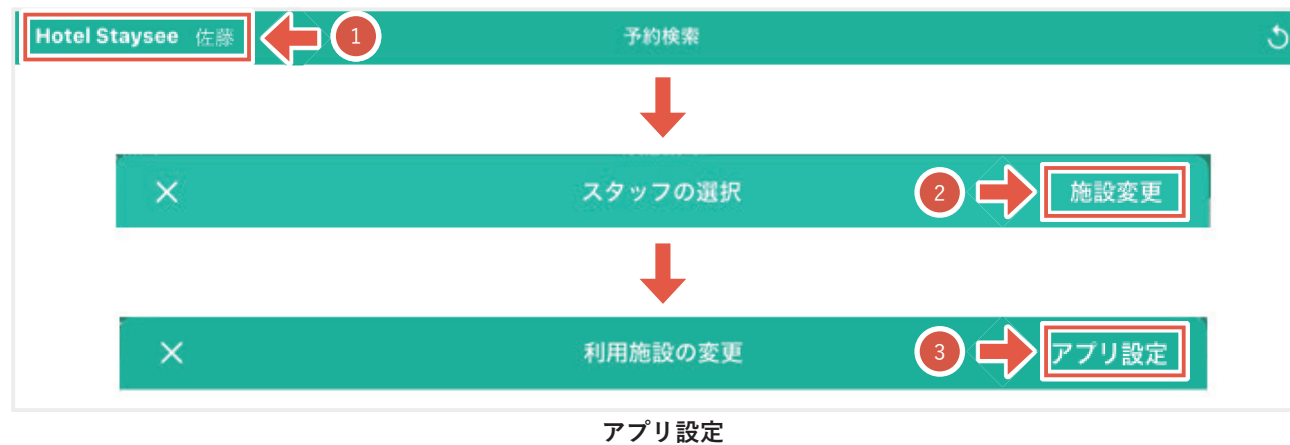 Hotel Staysee 佐藤 1 予約検索
× スタッフの選択 2 施設変更
× 利用施設の変更 3 アプリ設定
アプリ設定